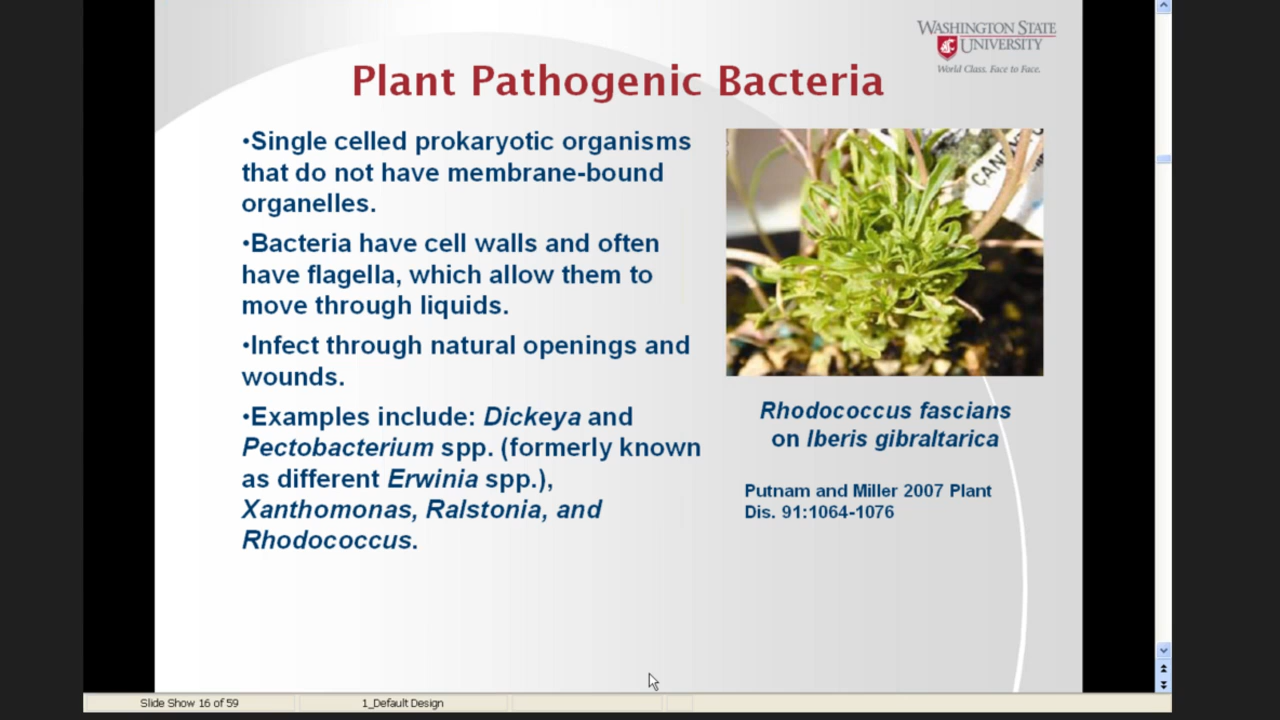 WASHINGTON STATE
UNIVERSITY
World Class. Face to Face.
Plant Pathogenic Bacteria
•Single celled prokaryotic organisms
that do not have membrane-bound
organelles.
•Bacteria have cell walls and often
have flagella, which allow them to
move through liquids.
•Infect through natural openings and
wounds.
•Examples include: Dickeya and
Pectobacterium spp. (formerly known
as different Erwinia spp.),
Xanthomonas, Ralstonia, and
Rhodococcus.
Rhodococcus fascians
on Iberis gibraltarica
Putnam and Miller 2007 Plant
Dis. 91:1064-1076
Slide Show 16 of 59
1_Default Design